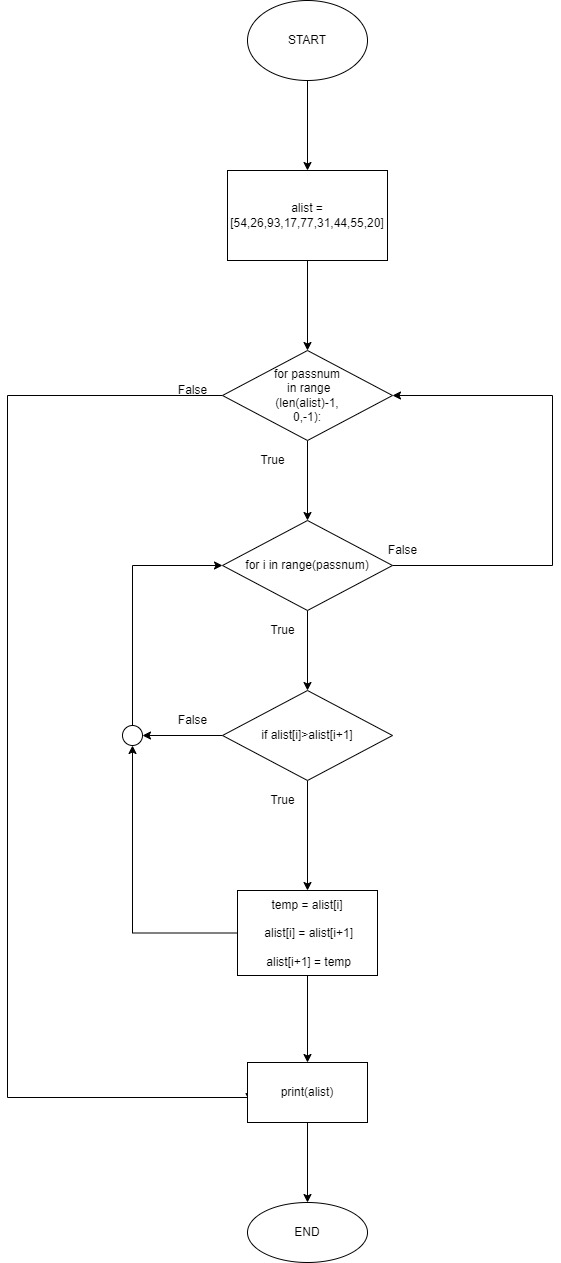 START
alist =
[54,26,93,17,77,31,44,55,20]
for passnum
in range
(len(alist)-1,
0,-1):
False
True
for i in range(passnum)
False
True
if alist[i]>alist[i+1]
False
True
temp = alist[i]
alist[i] = alist[i+1]
alist[i+1] = temp
print(alist)
END